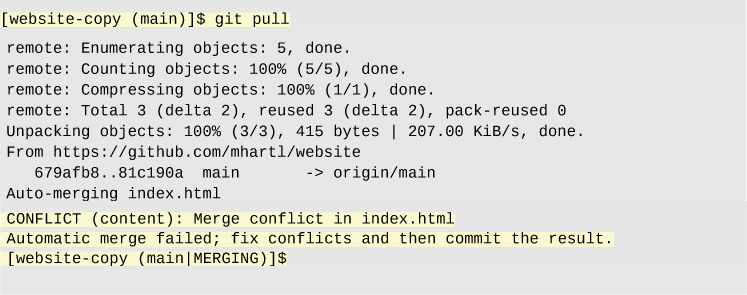 [website-copy (main)]$ git pull
remote: Enumerating objects: 5, done.
remote: Counting objects: 100% (5/5), done.
remote: Compressing objects: 100% (1/1), done.
remote: Total 3 (delta 2), reused 3 (delta 2), pack-reused 0
Unpacking objects: 100% (3/3), 415 bytes | 207.00 KiB/s, done.
From https://github.com/mhartl/website
   679afb8..81c190a  main       -> origin/main
Auto-merging index.html
CONFLICT (content): Merge conflict in index.html
Automatic merge failed; fix conflicts and then commit the result.
[website-copy (main|MERGING)]$